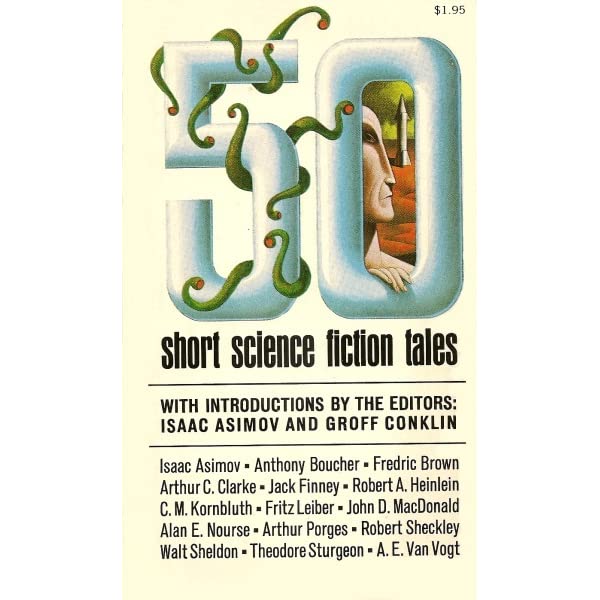 $1.95
50
short science fiction tales
WITH INTRODUCTIONS BY THE EDITORS:
ISAAC ASIMOV AND GROFF CONKLIN
Isaac Asimov ▪ Anthony Boucher ▪ Fredric Brown
Arthur C. Clarke ▪ Jack Finney ▪ Robert A. Heinlein
C. M. Kornbluth ▪ Fritz Leiber ▪ John D. MacDonald
Alan E. Nourse ▪ Arthur Porges ▪ Robert Sheckley
Walt Sheldon ▪ Theodore Sturgeon ▪ A. E. Van Vogt